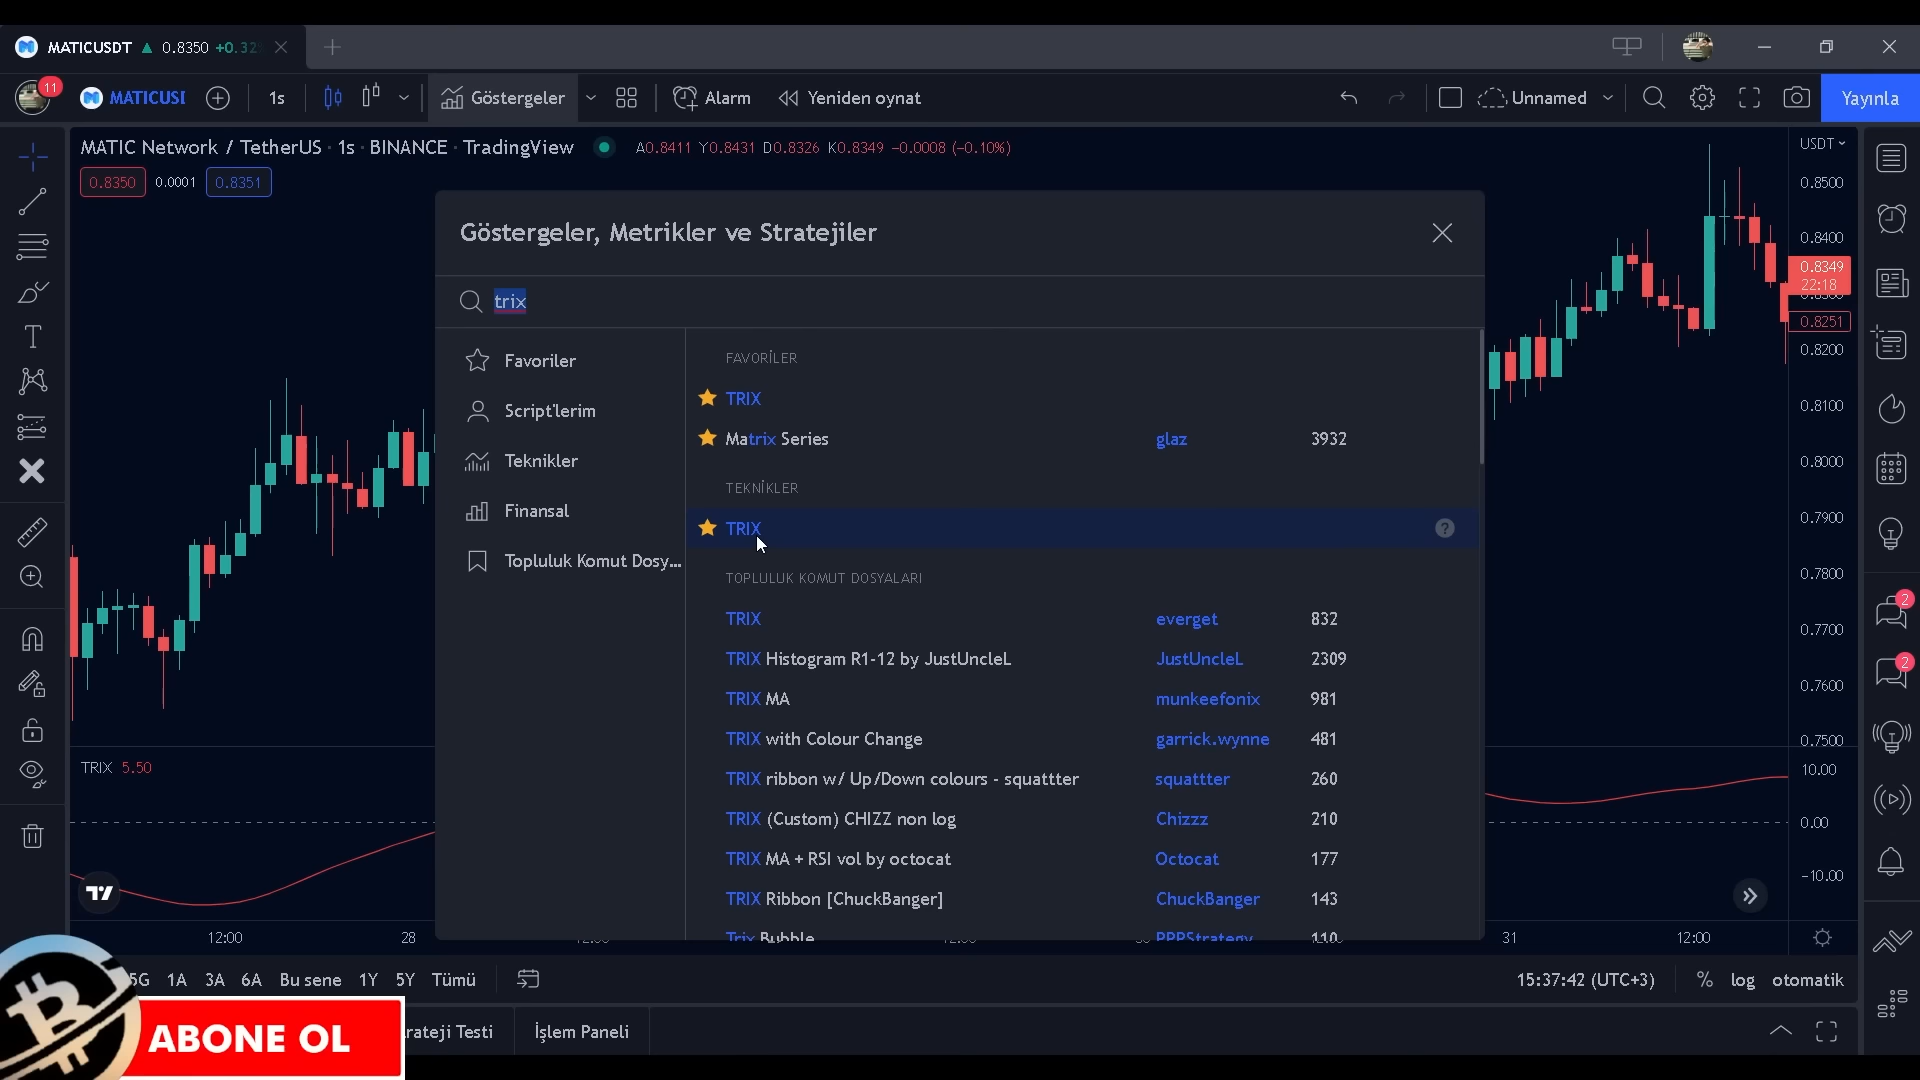 MATICUSDT ▲ 0.8350 +0.32
11 MATICUSI 1s Göstergeler Alarm Yeniden oynat Unnamed Yayınla
MATIC Network / TetherUS · 1s · BINANCE · TradingView A0.8411 Y0.8431 D0.8326 K0.8349 −0.0008 (−0.10%)
0.8350 0.0001 0.8351
USDT
0.8500
0.8400
0.8349
22:18
0.8251
0.8200
0.8100
0.8000
0.7900
0.7800
0.7700
0.7600
0.7500
10.00
0.00
−10.00
Göstergeler, Metrikler ve Stratejiler
trix
Favoriler
Script'lerim
Teknikler
Finansal
Topluluk Komut Dosy...
FAVORİLER
TRIX
Matrix Series glaz 3932
TEKNİKLER
TRIX ?
TOPLULUK KOMUT DOSYALARI
TRIX everget 832
TRIX Histogram R1-12 by JustUncleL JustUncleL 2309
TRIX MA munkeefonix 981
TRIX with Colour Change garrick.wynne 481
TRIX ribbon w/ Up/Down colours - squattter squattter 260
TRIX (Custom) CHIZZ non log Chizzz 210
TRIX MA + RSI vol by octocat Octocat 177
TRIX Ribbon [ChuckBanger] ChuckBanger 143
Trix Bubble PPPStrategy 110
TRIX 5.50
2
2
12:00 28 31 12:00
5G 1A 3A 6A Bu sene 1Y 5Y Tümü 15:37:42 (UTC+3) % log otomatik
rateji Testi İşlem Paneli
ABONE OL